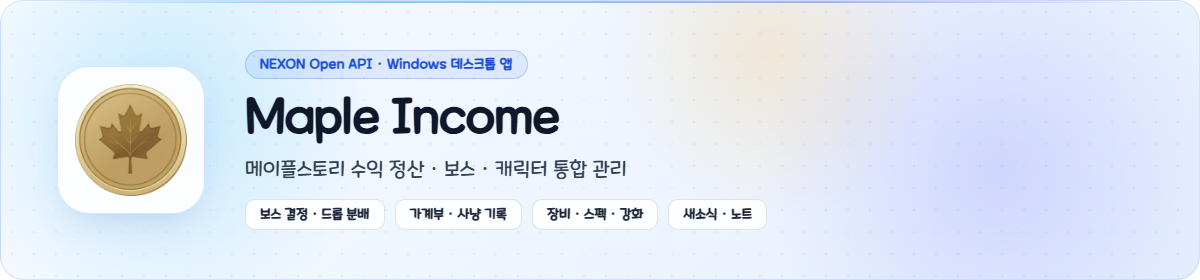 NEXON Open API · Windows 데스크톱 앱
Maple Income
메이플스토리 수익 정산 · 보스 · 캐릭터 통합 관리
보스 결정 · 드롭 분배
가계부 · 사냥 기록
장비 · 스펙 · 강화
새소식 · 노트